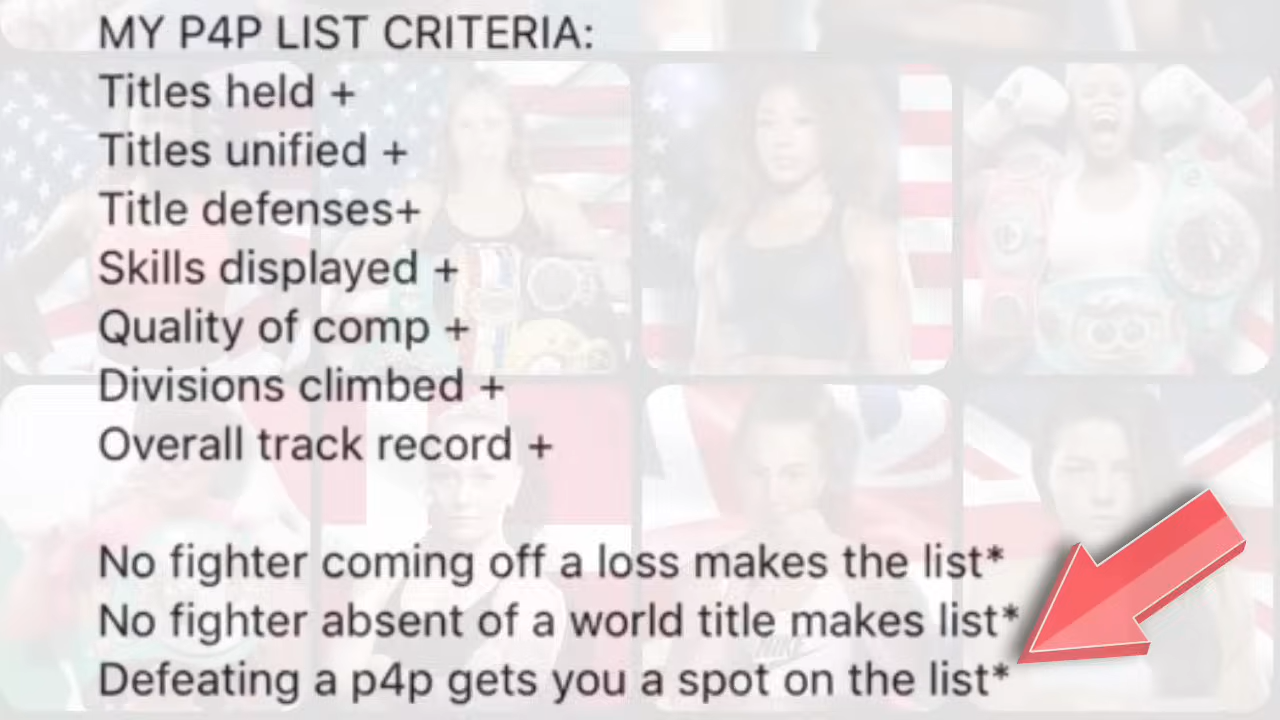 MY P4P LIST CRITERIA:
Titles held +
Titles unified +
Title defenses+
Skills displayed +
Quality of comp +
Divisions climbed +
Overall track record +
No fighter coming off a loss makes the list*
No fighter absent of a world title makes list*
Defeating a p4p gets you a spot on the list*
NIKE